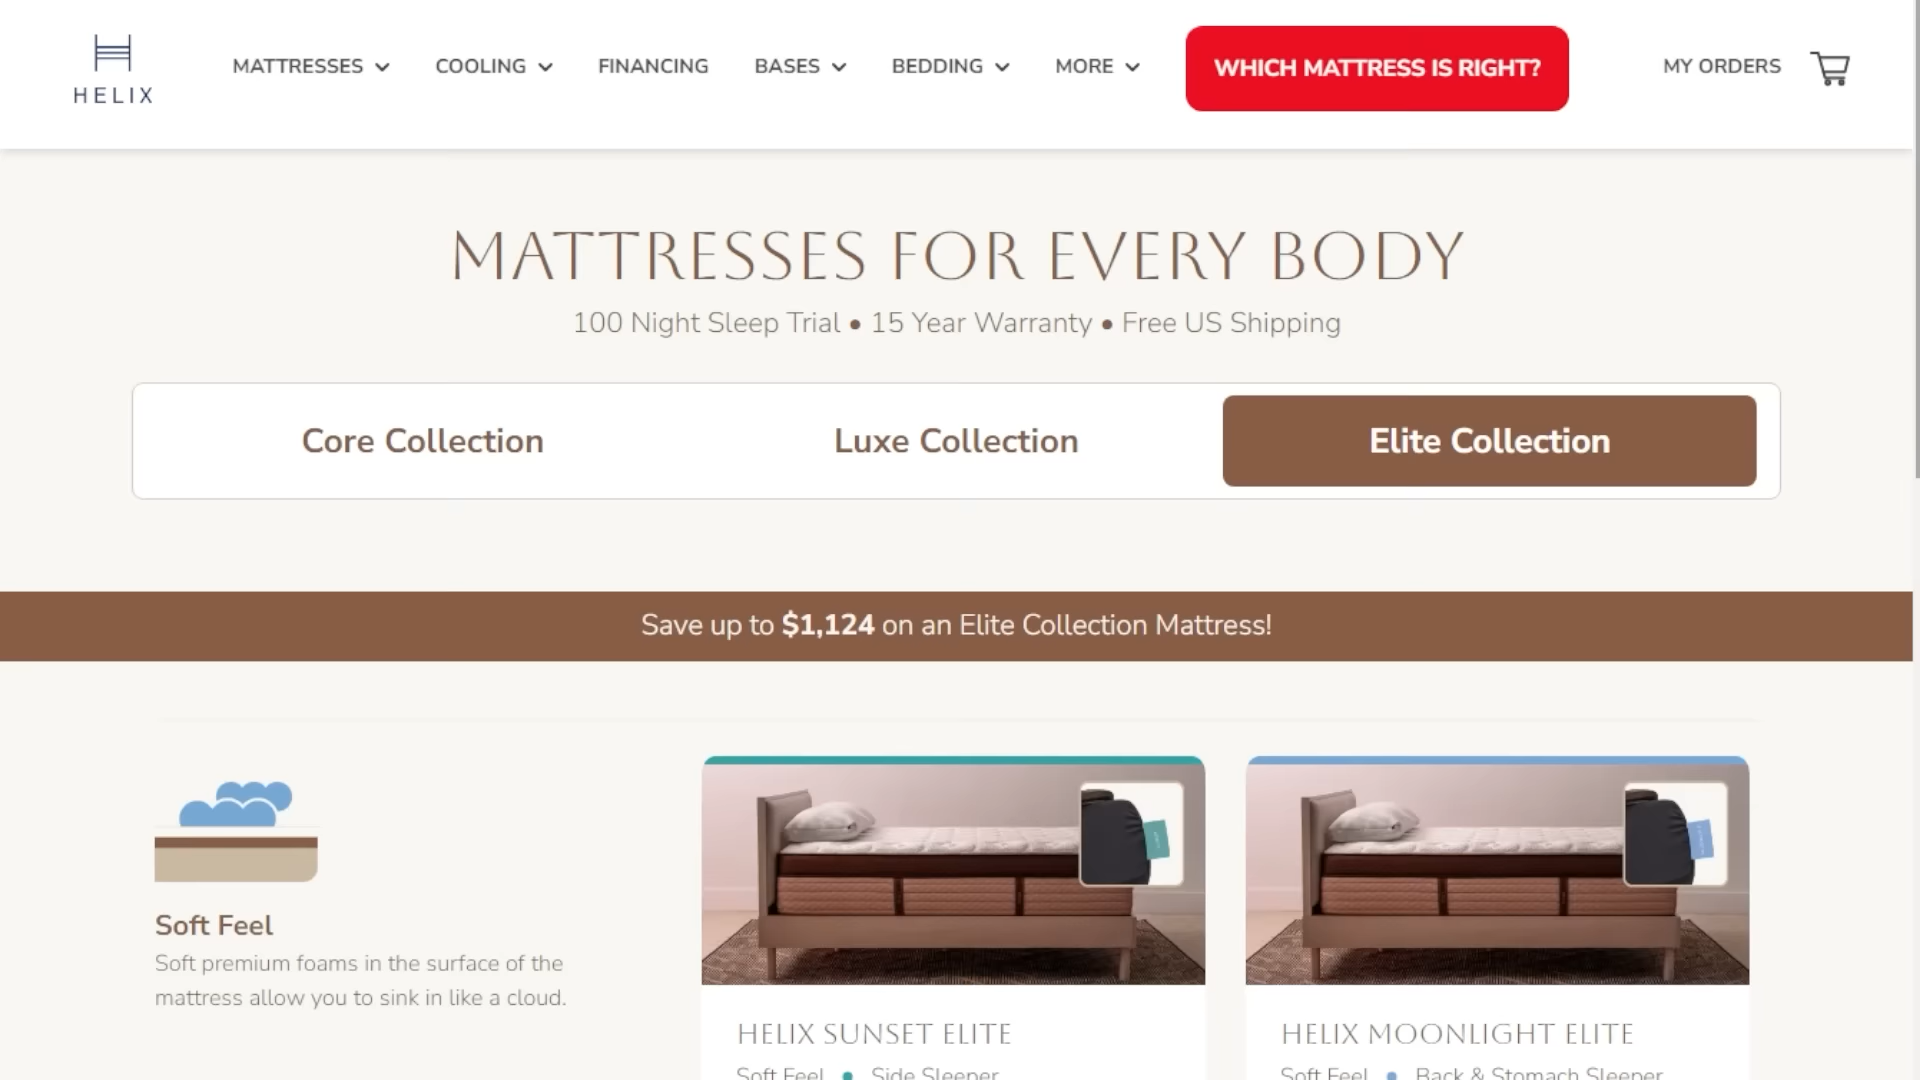 HELIX
MATTRESSES
COOLING
FINANCING
BASES
BEDDING
MORE
WHICH MATTRESS IS RIGHT?
MY ORDERS
MATTRESSES FOR EVERY BODY
100 Night Sleep Trial • 15 Year Warranty • Free US Shipping
Core Collection
Luxe Collection
Elite Collection
Save up to $1,124 on an Elite Collection Mattress!
Soft Feel
Soft premium foams in the surface of the
mattress allow you to sink in like a cloud.
HELIX SUNSET ELITE
Soft Feel • Side Sleeper
HELIX MOONLIGHT ELITE
Soft Feel • Back & Stomach Sleeper